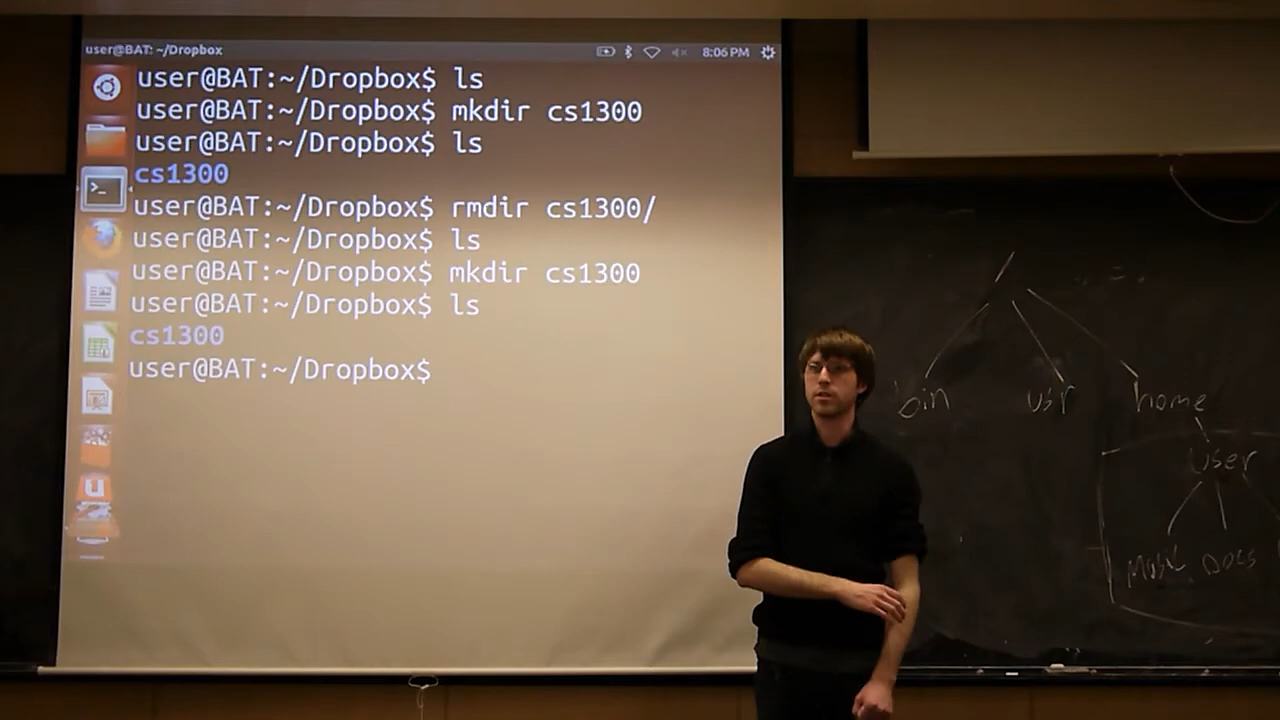 user@BAT: ~/Dropbox
8:06 PM
user@BAT:~/Dropbox$ ls
user@BAT:~/Dropbox$ mkdir cs1300
user@BAT:~/Dropbox$ ls
cs1300
user@BAT:~/Dropbox$ rmdir cs1300/
user@BAT:~/Dropbox$ ls
user@BAT:~/Dropbox$ mkdir cs1300
user@BAT:~/Dropbox$ ls
cs1300
user@BAT:~/Dropbox$
/
bin usr home
user
Music Docs